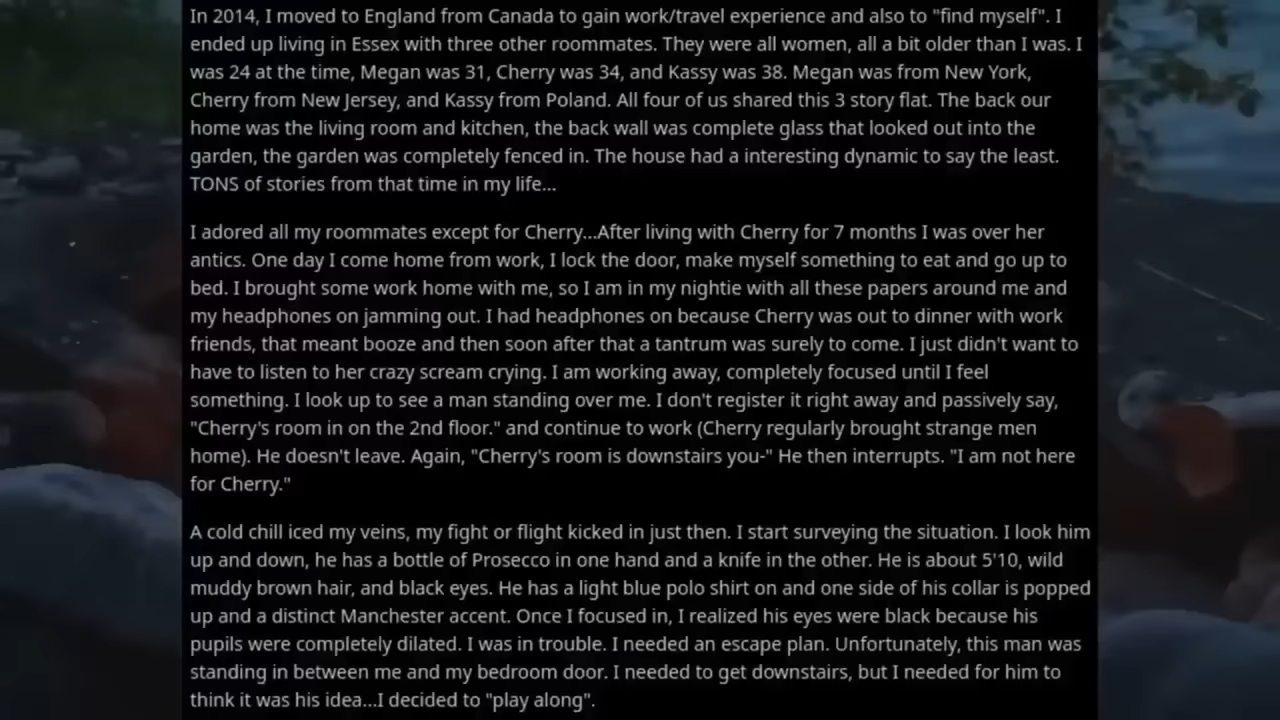 In 2014, I moved to England from Canada to gain work/travel experience and also to "find myself". I
ended up living in Essex with three other roommates. They were all women, all a bit older than I was. I
was 24 at the time, Megan was 31, Cherry was 34, and Kassy was 38. Megan was from New York,
Cherry from New Jersey, and Kassy from Poland. All four of us shared this 3 story flat. The back our
home was the living room and kitchen, the back wall was complete glass that looked out into the
garden, the garden was completely fenced in. The house had a interesting dynamic to say the least.
TONS of stories from that time in my life...
I adored all my roommates except for Cherry...After living with Cherry for 7 months I was over her
antics. One day I come home from work, I lock the door, make myself something to eat and go up to
bed. I brought some work home with me, so I am in my nightie with all these papers around me and
my headphones on jamming out. I had headphones on because Cherry was out to dinner with work
friends, that meant booze and then soon after that a tantrum was surely to come. I just didn't want to
have to listen to her crazy scream crying. I am working away, completely focused until I feel
something. I look up to see a man standing over me. I don't register it right away and passively say,
"Cherry's room in on the 2nd floor." and continue to work (Cherry regularly brought strange men
home). He doesn't leave. Again, "Cherry's room is downstairs you-" He then interrupts. "I am not here
for Cherry."
A cold chill iced my veins, my fight or flight kicked in just then. I start surveying the situation. I look him
up and down, he has a bottle of Prosecco in one hand and a knife in the other. He is about 5'10, wild
muddy brown hair, and black eyes. He has a light blue polo shirt on and one side of his collar is popped
up and a distinct Manchester accent. Once I focused in, I realized his eyes were black because his
pupils were completely dilated. I was in trouble. I needed an escape plan. Unfortunately, this man was
standing in between me and my bedroom door. I needed to get downstairs, but I needed for him to
think it was his idea...I decided to "play along".